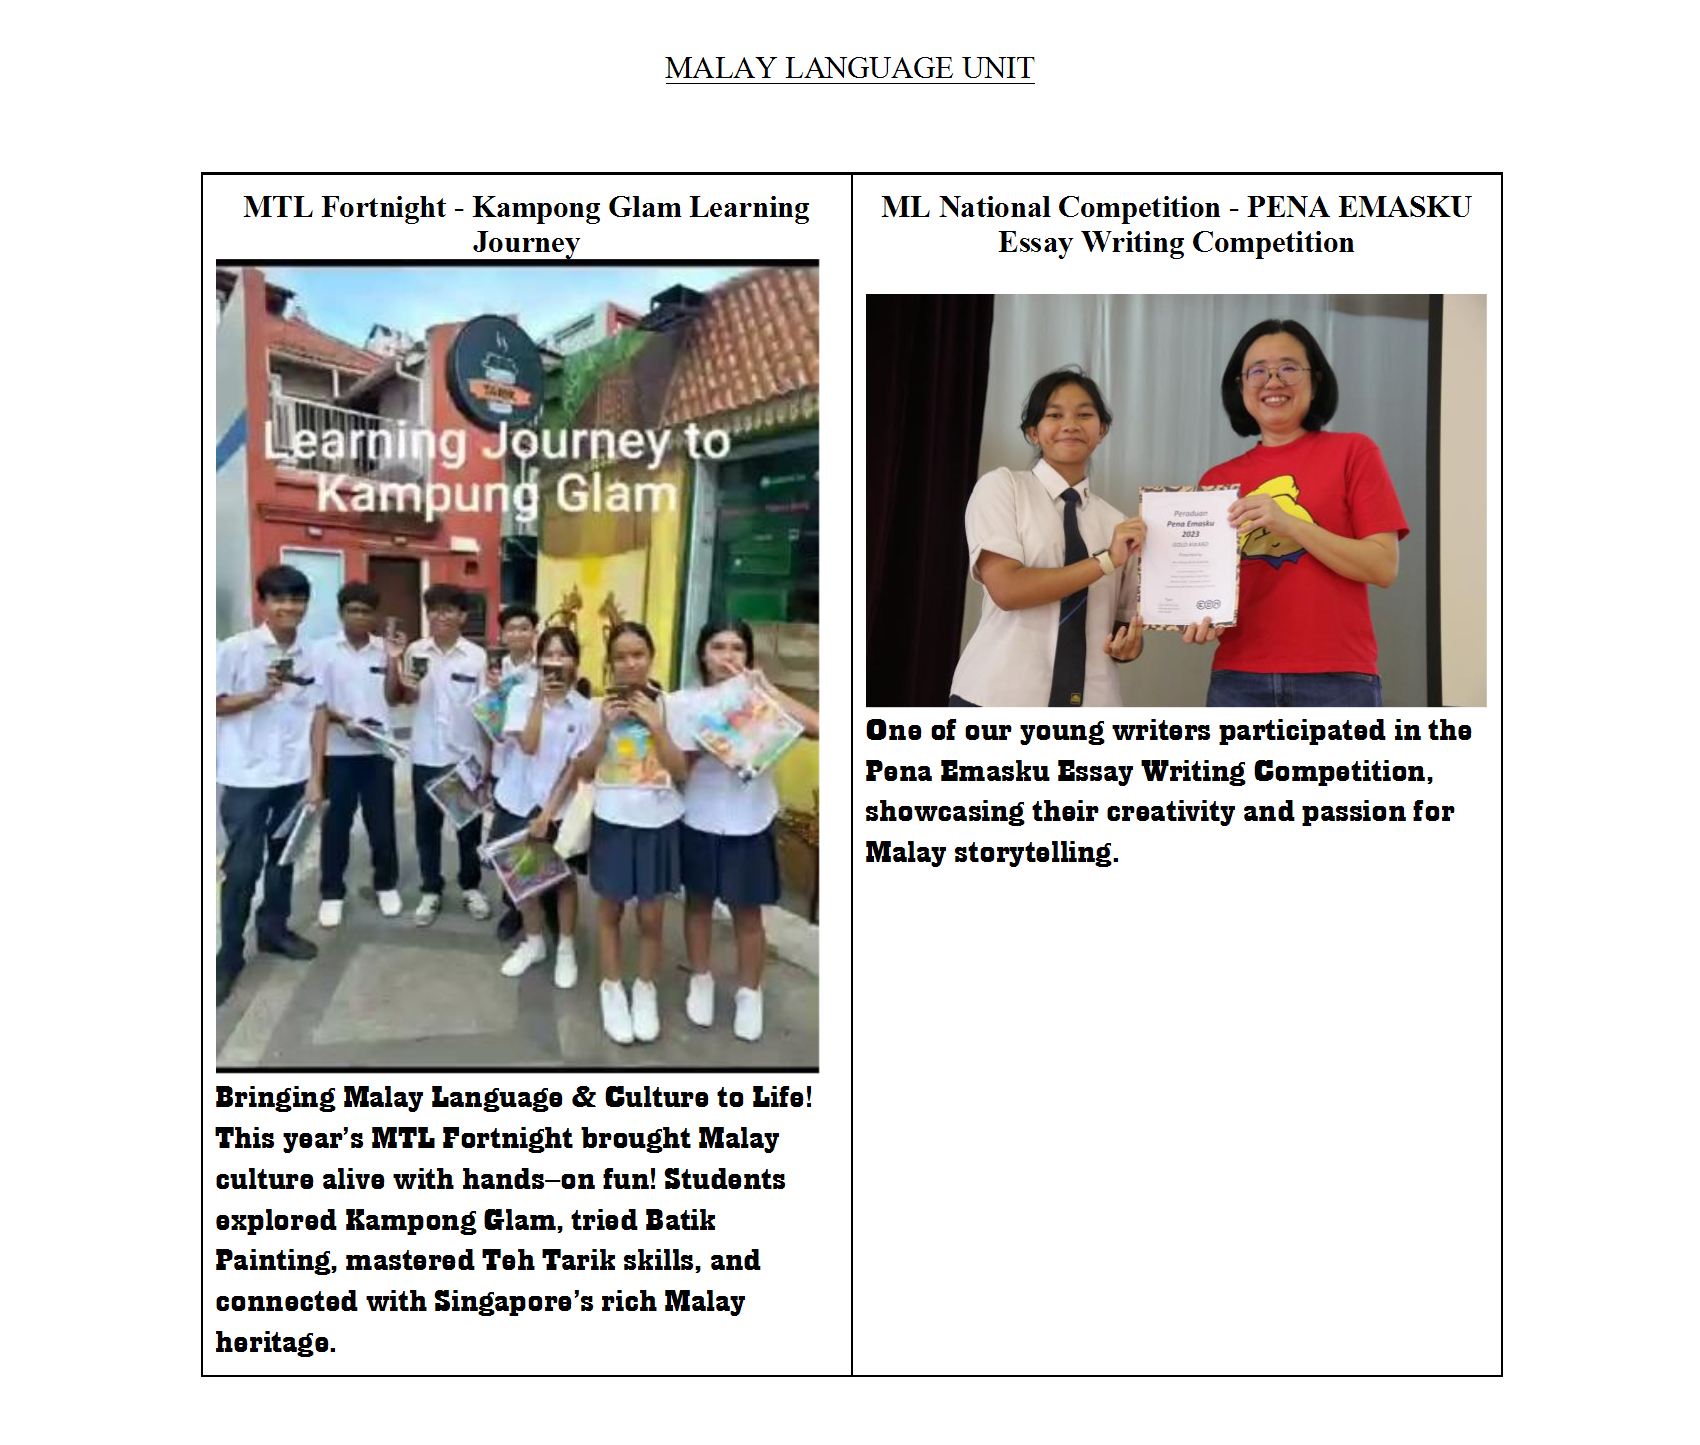 MALAY LANGUAGE UNIT
MTL Fortnight - Kampong Glam Learning
Journey
TARIK
Learning Journey to
Kampung Glam
Bringing Malay Language & Culture to Life!
This year’s MTL Fortnight brought Malay
culture alive with hands–on fun! Students
explored Kampong Glam, tried Batik
Painting, mastered Teh Tarik skills, and
connected with Singapore’s rich Malay
heritage.
ML National Competition - PENA EMASKU
Essay Writing Competition
Peraduan
Pena Emasku
2023
GOLD AWARD
One of our young writers participated in the
Pena Emasku Essay Writing Competition,
showcasing their creativity and passion for
Malay storytelling.